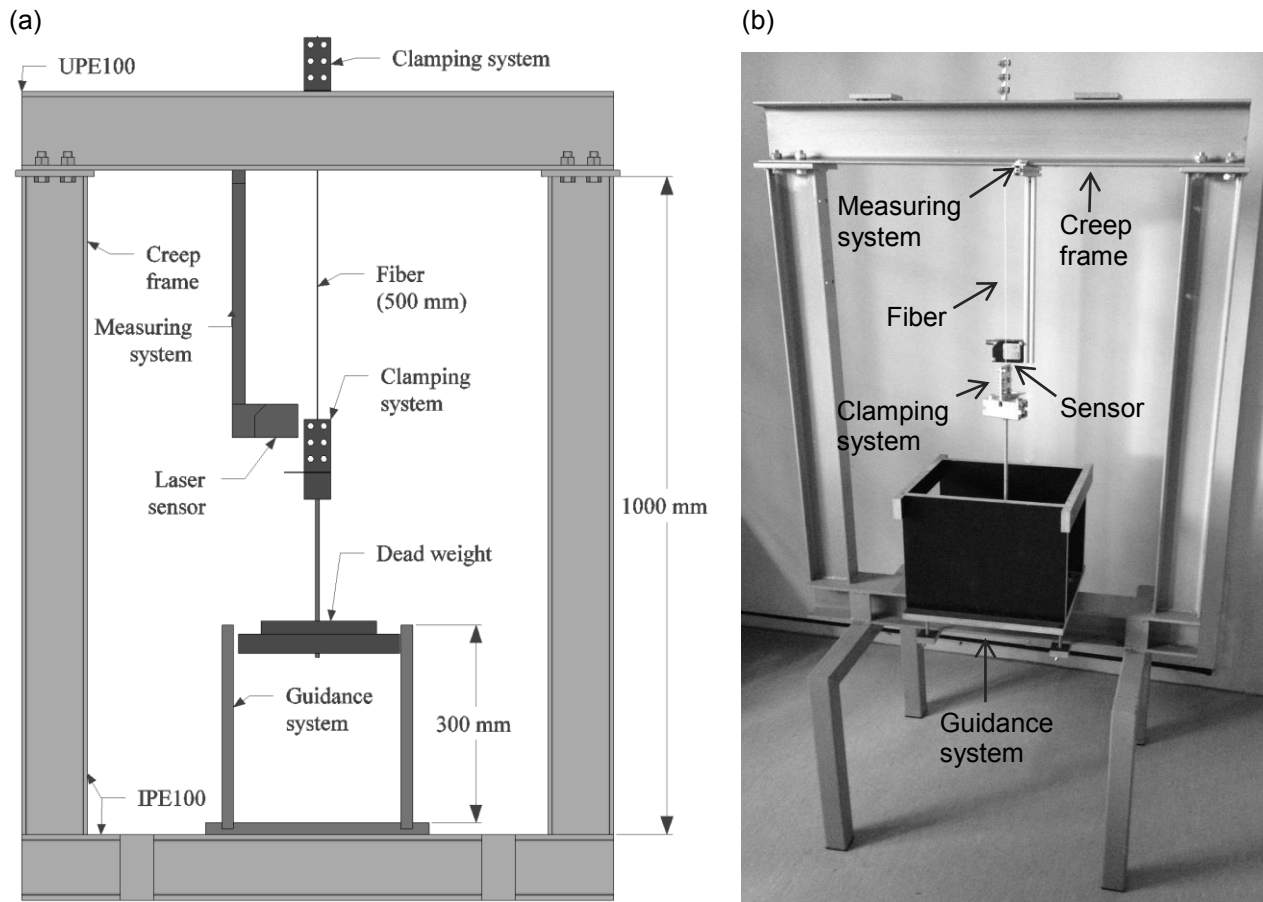 (a)
UPE100
Clamping system
Creep
frame
Measuring
system
Fiber
(500 mm)
Clamping
system
Laser
sensor
1000 mm
Dead weight
Guidance
system
300 mm
IPE100
(b)
Measuring
system
Creep
frame
Fiber
Clamping
system
Sensor
Guidance
system